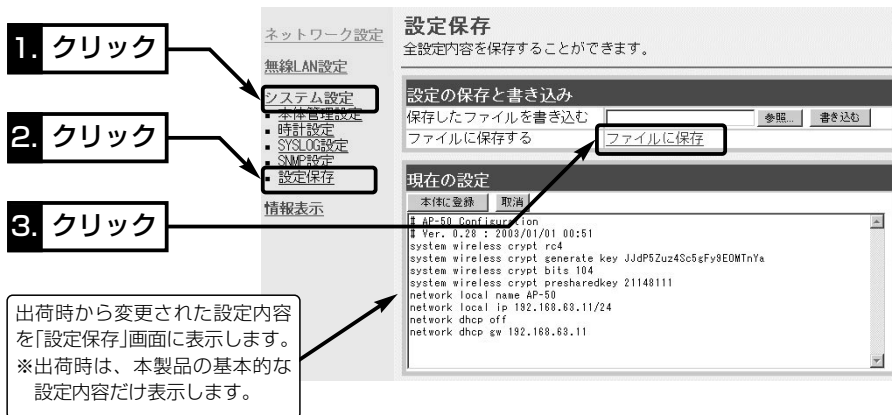 1. クリック
2. クリック
3. クリック
出荷時から変更された設定内容
を「設定保存」画面に表示します。
※出荷時は、本製品の基本的な
設定内容だけ表示します。
ネットワーク設定
無線LAN設定
システム設定
本体管理設定
時計設定
SYSLOG設定
SNMP設定
設定保存
情報表示
設定保存
全設定内容を保存することができます。
設定の保存と書き込み
保存したファイルを書き込む 参照... 書き込む
ファイルに保存する ファイルに保存
現在の設定
本体に登録 取消
# AP-50 Configuration
# Ver. 0.28 : 2003/01/01 00:51
system wireless crypt rc4
system wireless crypt generate key JJdP5Zuz4Sc5gFy9EOMTnYa
system wireless crypt bits 104
system wireless crypt presharedkey 21148111
network local name AP-50
network local ip 192.168.63.11/24
network dhcp off
network dhcp gw 192.168.63.11